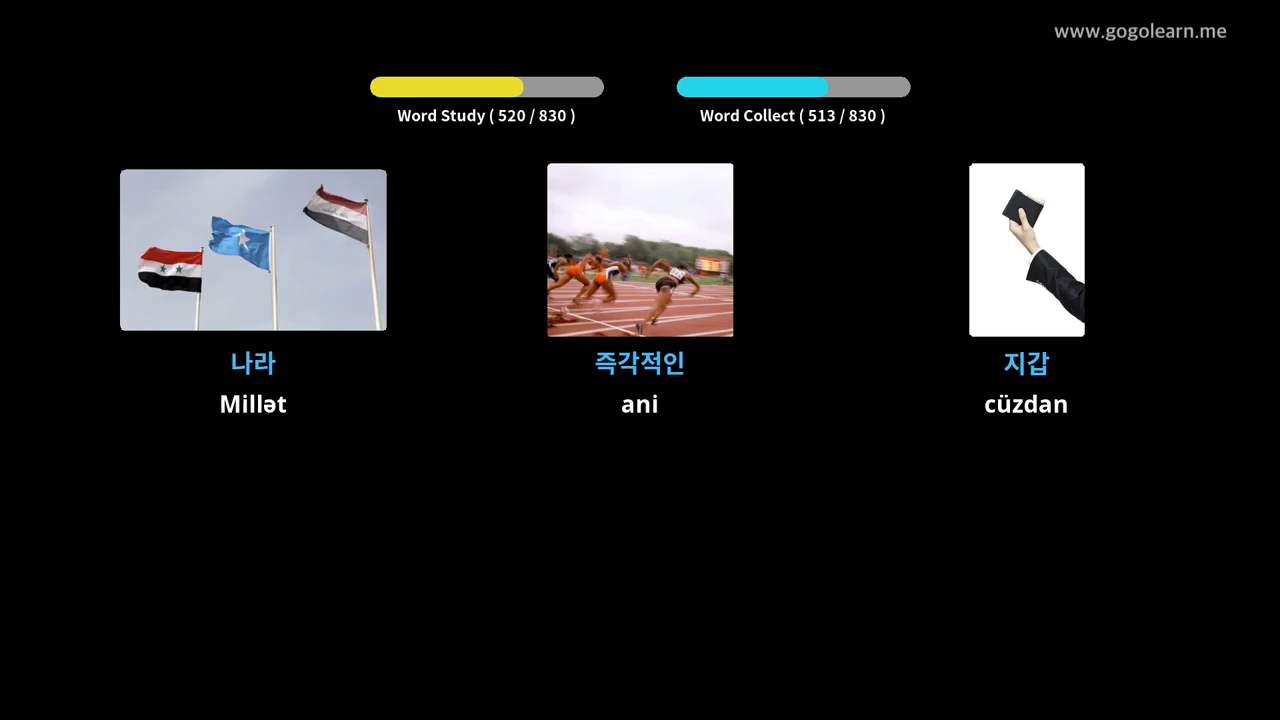 www.gogolearn.me
Word Study ( 520 / 830 )
Word Collect ( 513 / 830 )
나라
즉각적인
지갑
Millət
ani
cüzdan